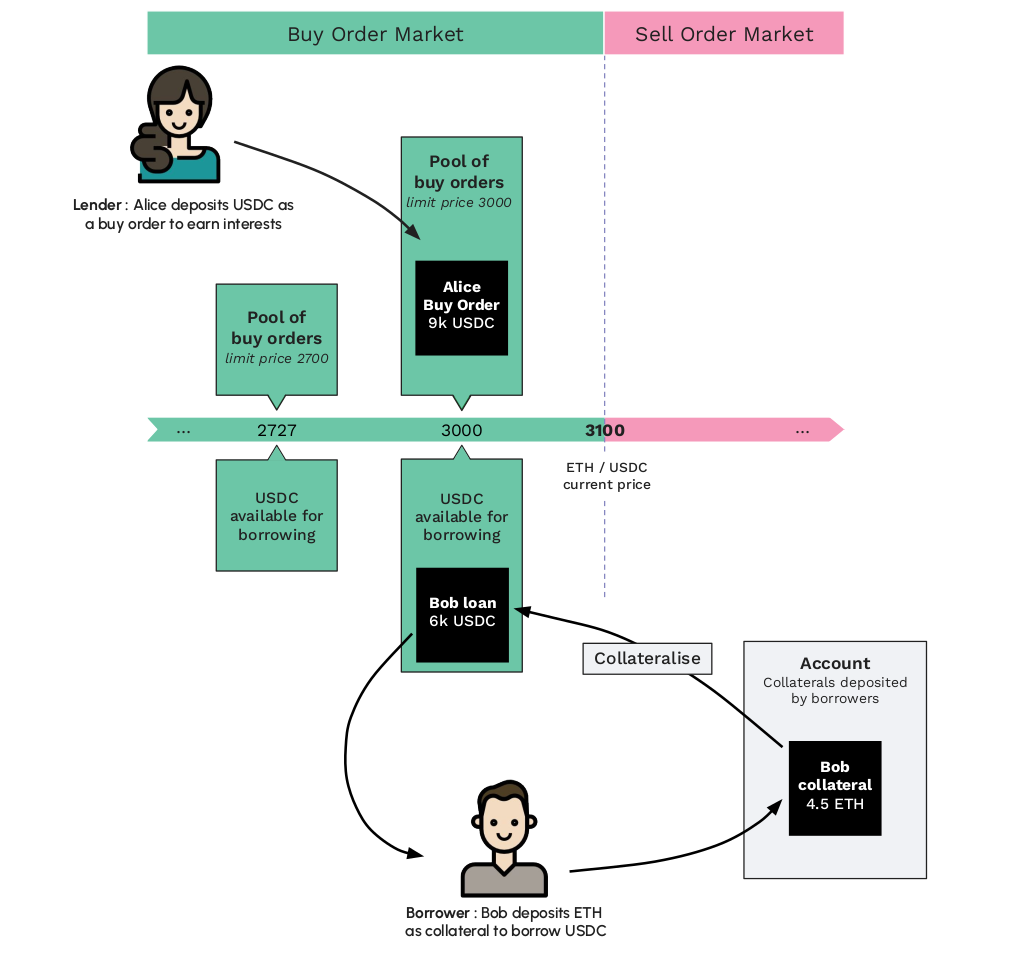 Buy Order Market
Sell Order Market
Lender : Alice deposits USDC as
a buy order to earn interests
Pool of
buy orders
limit price 3000
Alice
Buy Order
9k USDC
Pool of
buy orders
limit price 2700
...
2727
3000
3100
...
ETH / USDC
current price
USDC
available for
borrowing
USDC
available for
borrowing
Bob loan
6k USDC
Collateralise
Account
Collaterals deposited
by borrowers
Bob
collateral
4.5 ETH
Borrower : Bob deposits ETH
as collateral to borrow USDC